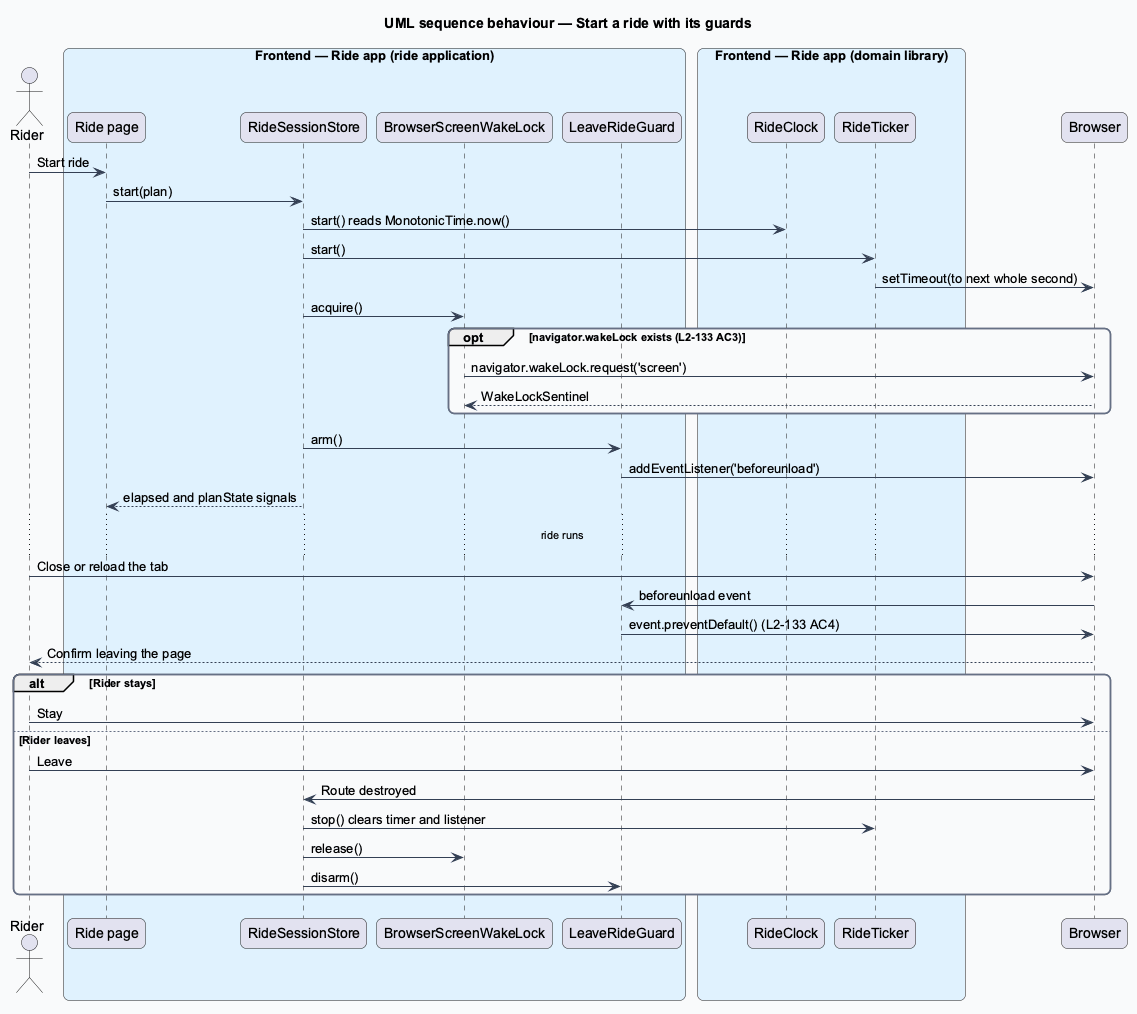 UML sequence behaviour — Start a ride with its guards
Frontend — Ride app (ride application)
Frontend — Ride app (domain library)
Rider
Ride page
RideSessionStore
BrowserScreenWakeLock
LeaveRideGuard
RideClock
RideTicker
Browser
Start ride
start(plan)
start() reads MonotonicTime.now()
start()
setTimeout(to next whole second)
acquire()
opt
[navigator.wakeLock exists (L2-133 AC3)]
navigator.wakeLock.request('screen')
WakeLockSentinel
arm()
addEventListener('beforeunload')
elapsed and planState signals
ride runs
Close or reload the tab
beforeunload event
event.preventDefault() (L2-133 AC4)
Confirm leaving the page
alt
[Rider stays]
Stay
[Rider leaves]
Leave
Route destroyed
stop() clears timer and listener
release()
disarm()
Rider
Ride page
RideSessionStore
BrowserScreenWakeLock
LeaveRideGuard
RideClock
RideTicker
Browser